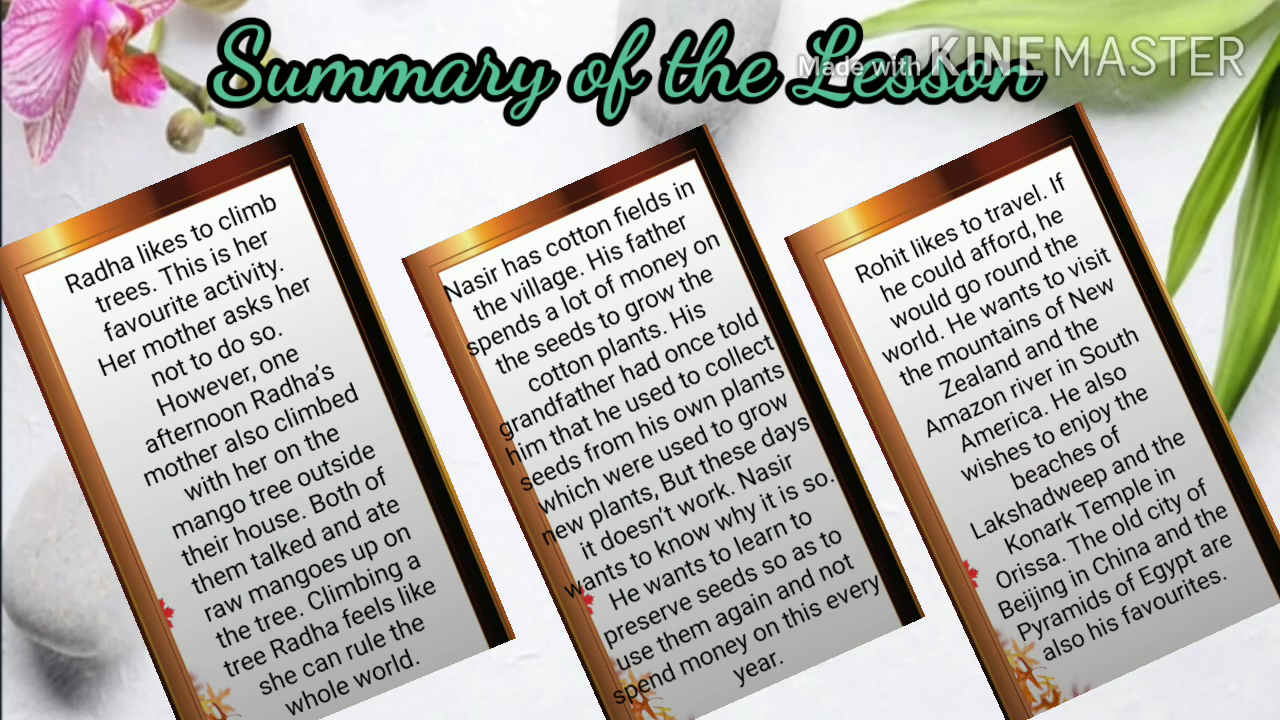 Summary of the Lesson
Made with KINEMASTER
Radha likes to climb
trees. This is her
favourite activity.
Her mother asks her
not to do so.
However, one
afternoon Radha's
mother also climbed
with her on the
mango tree outside
their house. Both of
them talked and ate
raw mangoes up on
the tree. Climbing a
tree Radha feels like
she can rule the
whole world.
Nasir has cotton fields in
the village. His father
spends a lot of money on
the seeds to grow the
cotton plants. His
grandfather had once told
him that he used to collect
seeds from his own plants
which were used to grow
new plants, But these days
it doesn't work. Nasir
wants to know why it is so.
He wants to learn to
preserve seeds so as to
use them again and not
spend money on this every
year.
Rohit likes to travel. If
he could afford, he
would go round the
world. He wants to visit
the mountains of New
Zealand and the
Amazon river in South
America. He also
wishes to enjoy the
beaches of
Lakshadweep and the
Konark Temple in
Orissa. The old city of
Beijing in China and the
Pyramids of Egypt are
also his favourites.